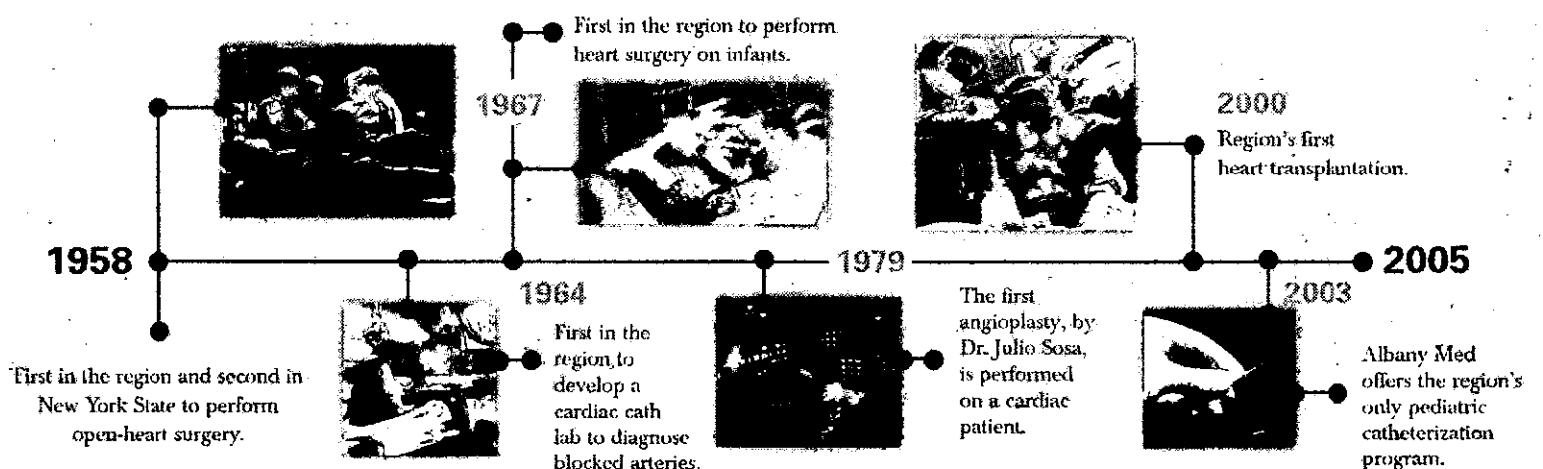 1958
First in the region and second in
New York State to perform
open-heart surgery.
1964
First in the
region to
develop a
cardiac cath
lab to diagnose
blocked arteries.
1967
First in the region to perform
heart surgery on infants.
1979
The first
angioplasty, by
Dr. Julio Sosa,
is performed
on a cardiac
patient.
2000
Region's first
heart transplantation.
2003
Albany Med
offers the region's
only pediatric
catheterization
program.
2005